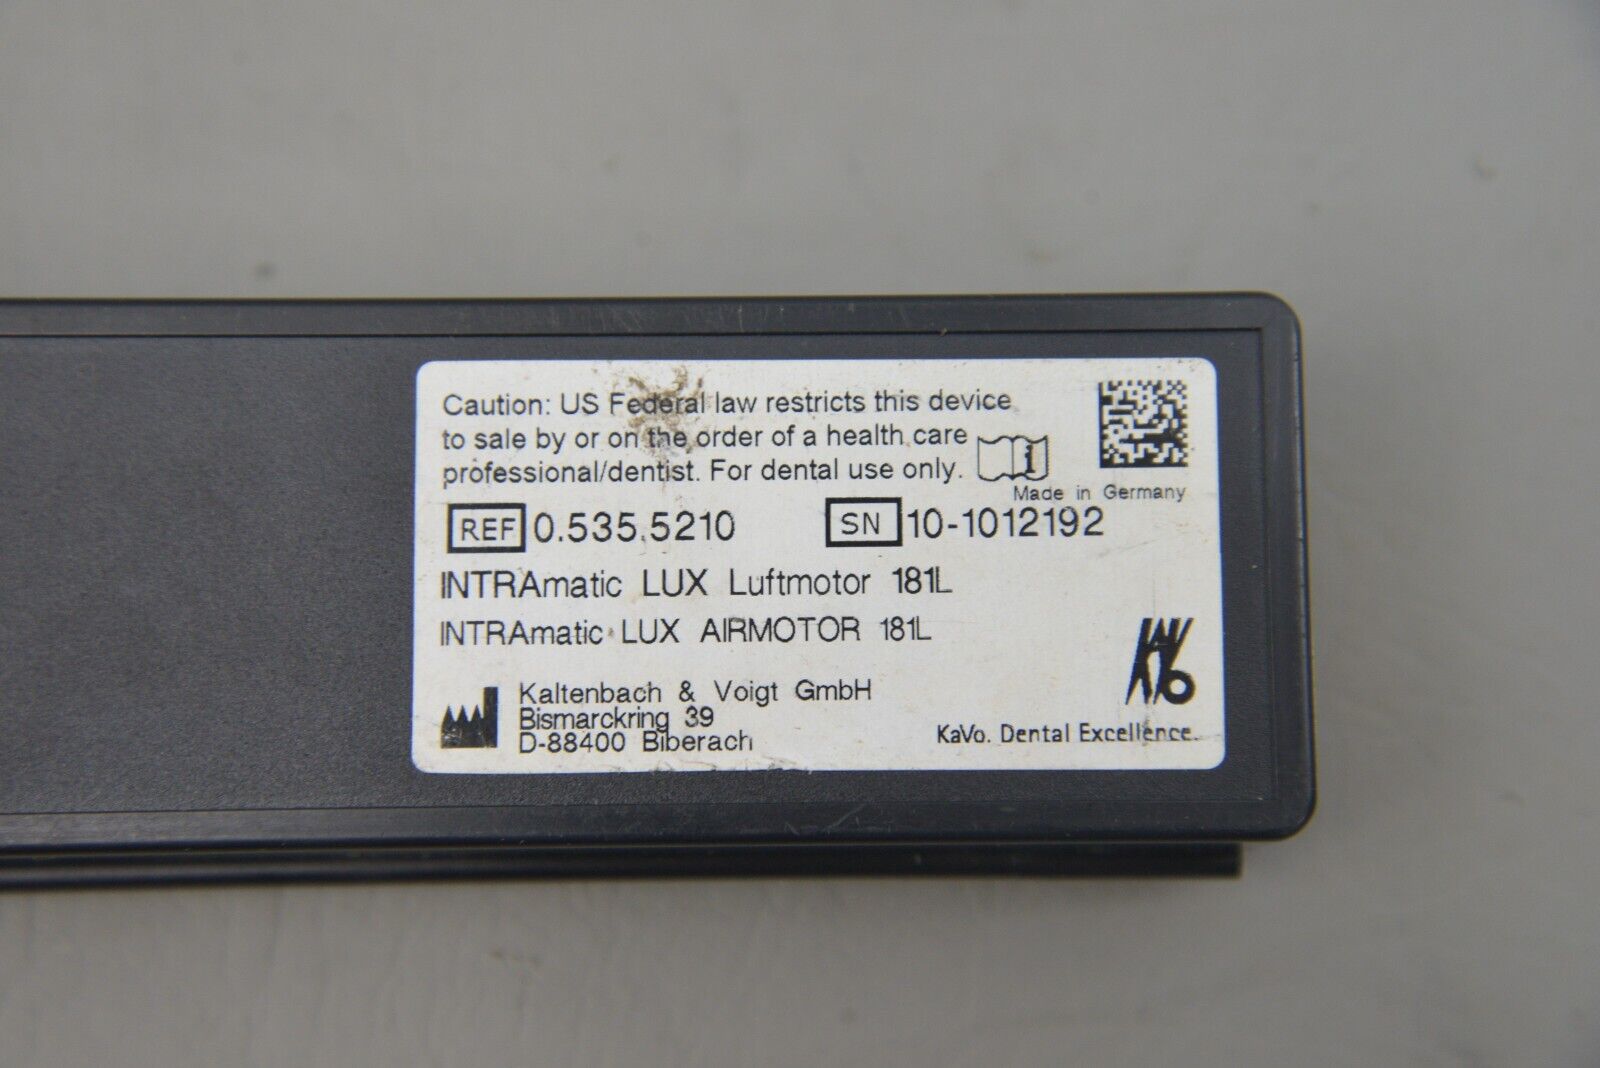 Caution: US Federal law restricts this device
to sale by or on the order of a health care
professional/dentist. For dental use only.
Made in Germany
REF 0.535.5210 SN 10-1012192
INTRAmatic LUX Luftmotor 181L
INTRAmatic LUX AIRMOTOR 181L
Kaltenbach & Voigt GmbH
Bismarckring 39
D-88400 Biberach
KaVo
KaVo. Dental Excellence.